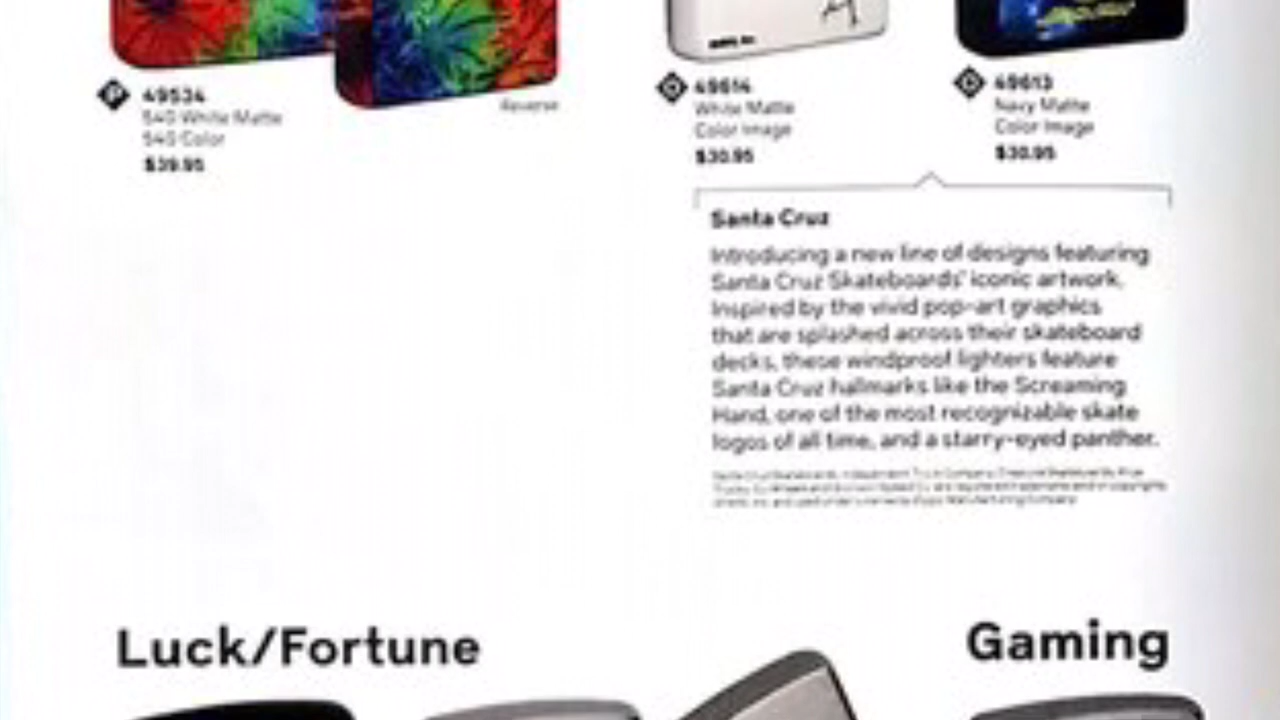 49534
540 White Matte
540 Color
$39.95
Reverse
49614
White Matte
Color Image
$30.95
49613
Navy Matte
Color Image
$30.95
Santa Cruz
Introducing a new line of designs featuring
Santa Cruz Skateboards' iconic artwork.
Inspired by the vivid pop-art graphics
that are splashed across their skateboard
decks, these windproof lighters feature
Santa Cruz hallmarks like the Screaming
Hand, one of the most recognizable skate
logos of all time, and a starry-eyed panther.
Luck/Fortune
Gaming